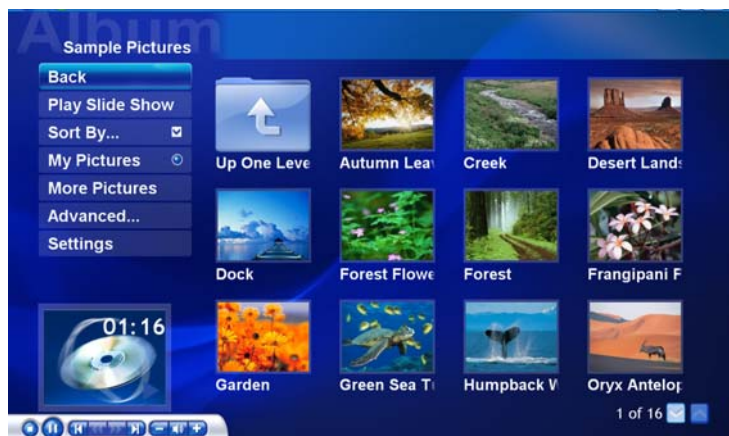 Album
Sample Pictures
Back
Play Slide Show
Sort By...
My Pictures
More Pictures
Advanced...
Settings
Up One Leve
Autumn Lea
Creek
Desert Lands
Dock
Forest Flowe
Forest
Frangipani F
Garden
Green Sea T
Humpback W
Oryx Antelop
01:16
1 of 16